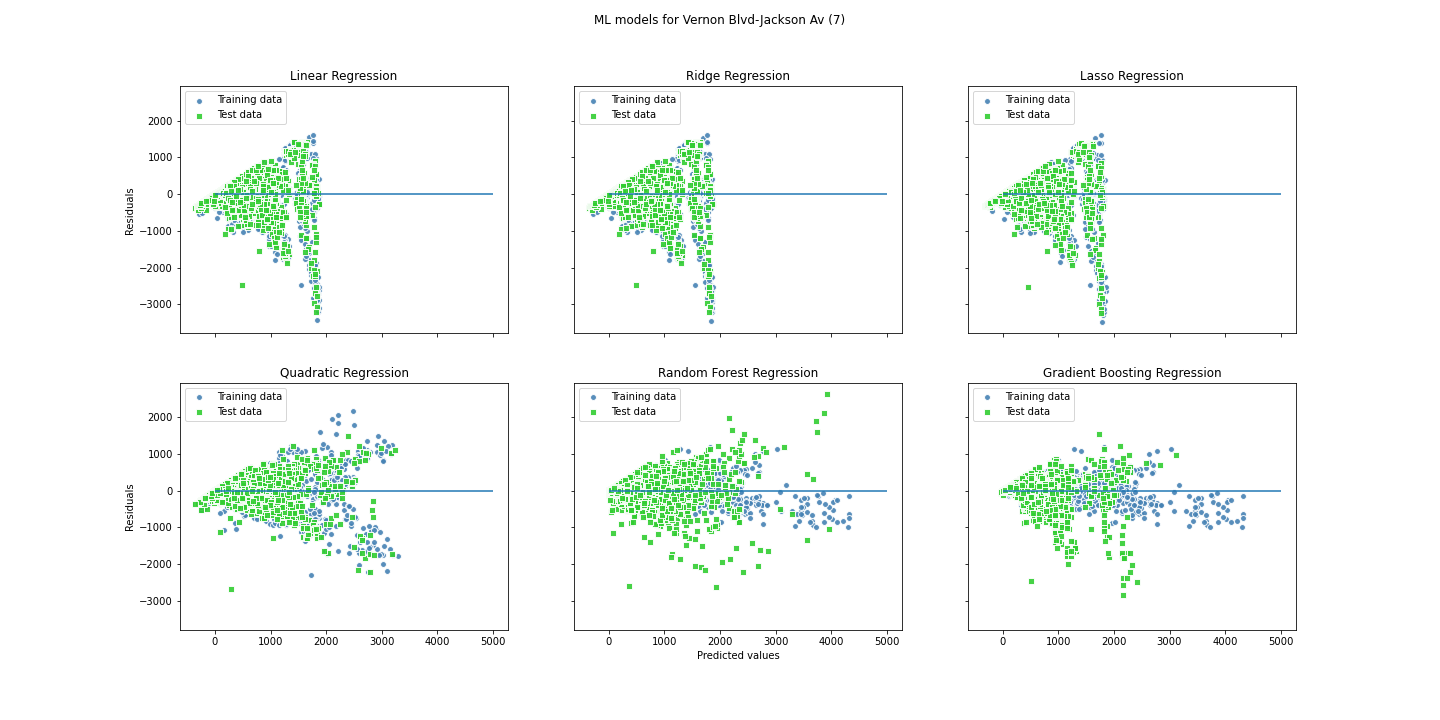 ML models for Vernon Blvd-Jackson Av (7)
Linear Regression
Ridge Regression
Lasso Regression
Training data
Test data
Training data
Test data
Training data
Test data
2000
1000
0
−1000
−2000
−3000
Residuals
Quadratic Regression
Random Forest Regression
Gradient Boosting Regression
Training data
Test data
Training data
Test data
Training data
Test data
2000
1000
0
−1000
−2000
−3000
Residuals
0 1000 2000 3000 4000 5000
0 1000 2000 3000 4000 5000
0 1000 2000 3000 4000 5000
Predicted values